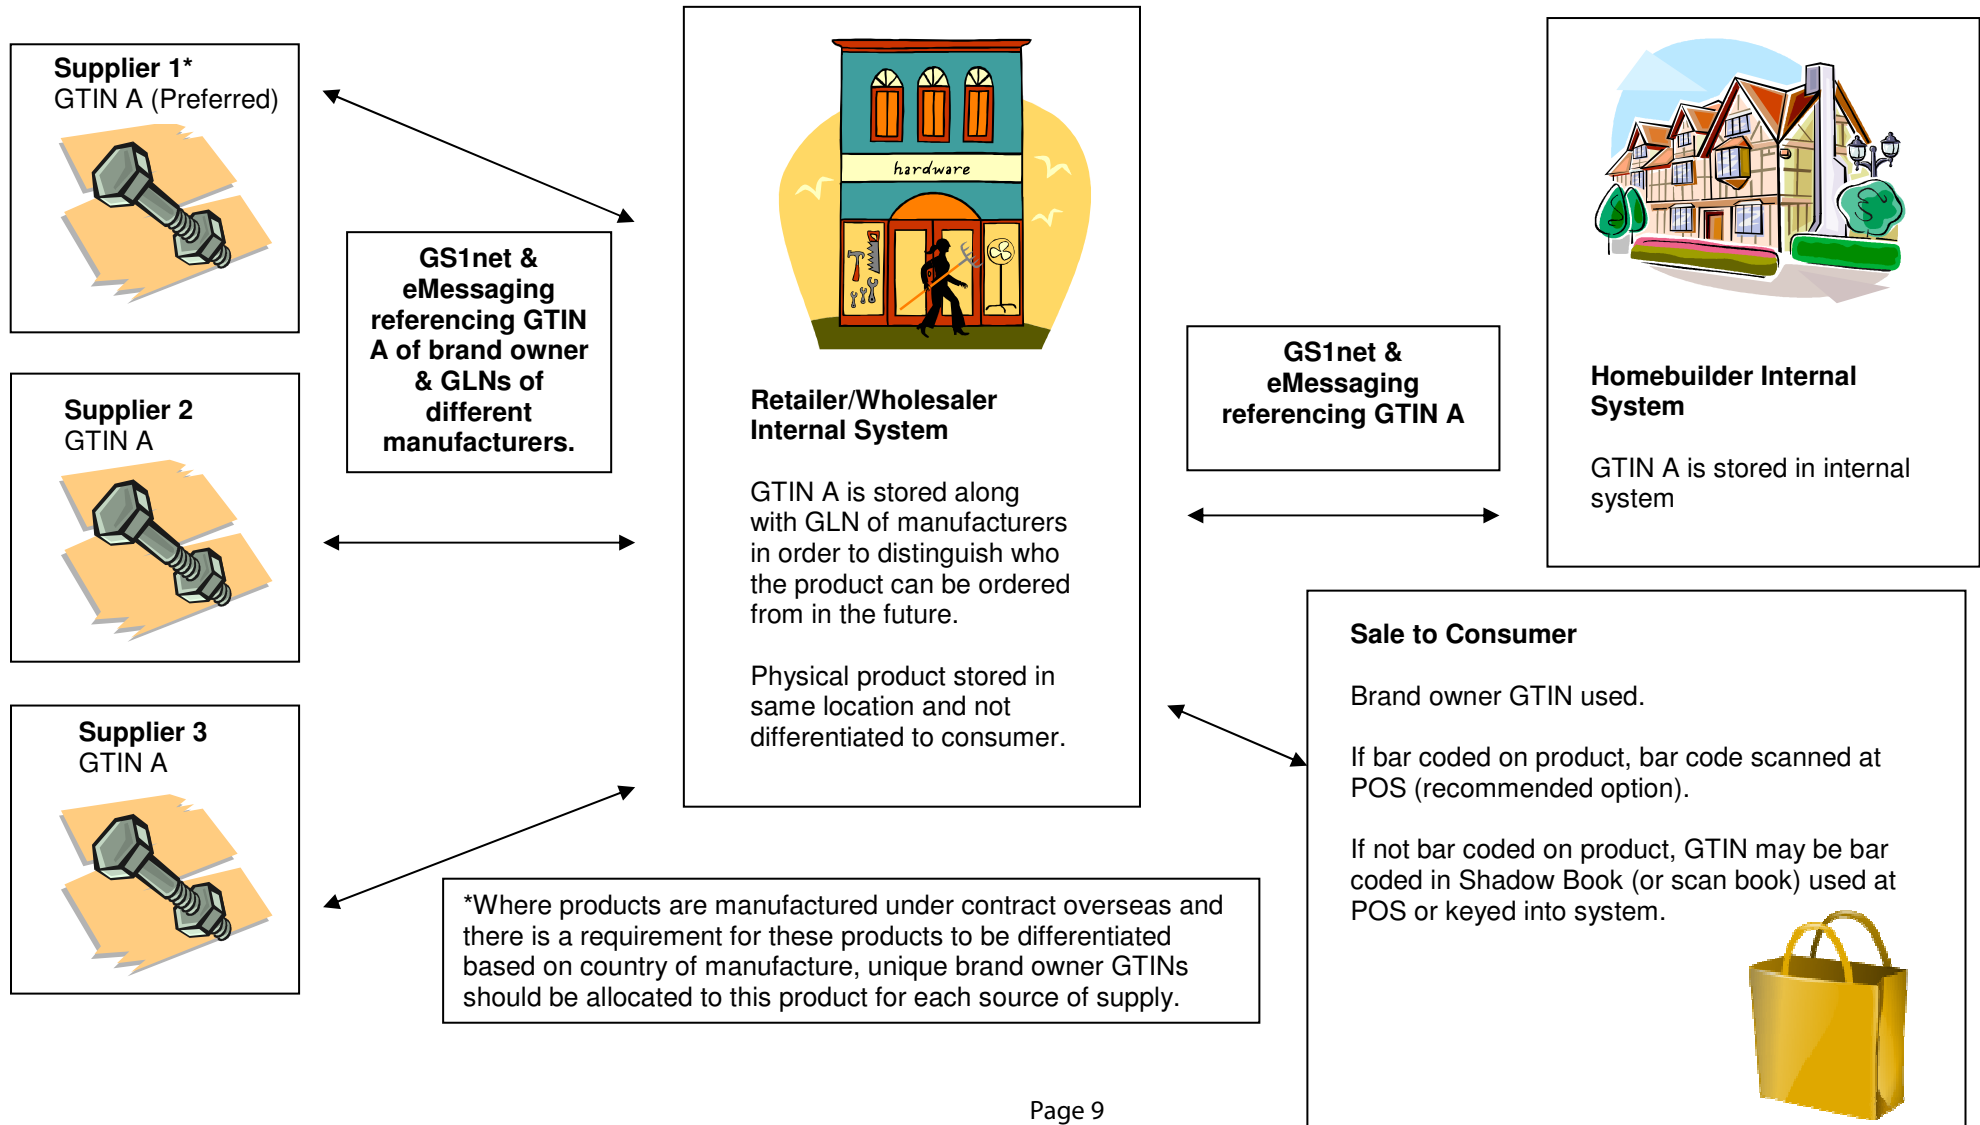 Supplier 1*
GTIN A (Preferred)
GS1net &
eMessaging
referencing GTIN
A of brand owner
& GLNs of
different
manufacturers.
Supplier 2
GTIN A
Supplier 3
GTIN A
hardware
Retailer/Wholesaler
Internal System
GTIN A is stored along
with GLN of manufacturers
in order to distinguish who
the product can be ordered
from in the future.
Physical product stored in
same location and not
differentiated to consumer.
GS1net &
eMessaging
referencing GTIN A
Homebuilder Internal
System
GTIN A is stored in internal
system
Sale to Consumer
Brand owner GTIN used.
If bar coded on product, bar code scanned at
POS (recommended option).
If not bar coded on product, GTIN may be bar
coded in Shadow Book (or scan book) used at
POS or keyed into system.
*Where products are manufactured under contract overseas and
there is a requirement for these products to be differentiated
based on country of manufacture, unique brand owner GTINs
should be allocated to this product for each source of supply.
Page 9